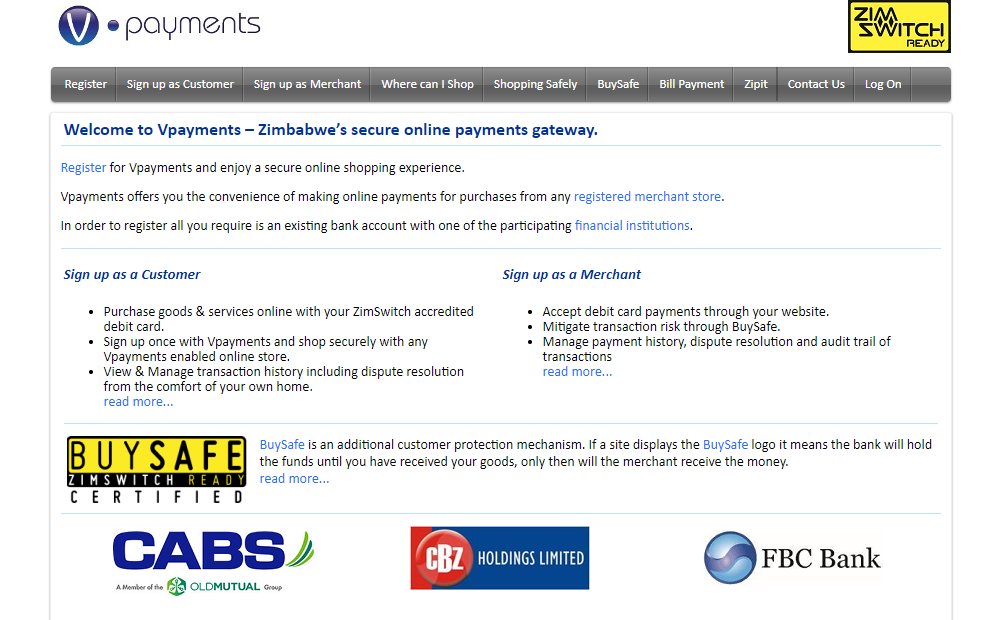 V payments
ZIM SWITCH READY
Register Sign up as Customer Sign up as Merchant Where can I Shop Shopping Safely BuySafe Bill Payment Zipit Contact Us Log On
Welcome to Vpayments – Zimbabwe's secure online payments gateway.
Register for Vpayments and enjoy a secure online shopping experience.
Vpayments offers you the convenience of making online payments for purchases from any registered merchant store.
In order to register all you require is an existing bank account with one of the participating financial institutions.
Sign up as a Customer
Purchase goods & services online with your ZimSwitch accredited
debit card.
Sign up once with Vpayments and shop securely with any
Vpayments enabled online store.
View & Manage transaction history including dispute resolution
from the comfort of your own home.
read more...
Sign up as a Merchant
Accept debit card payments through your website.
Mitigate transaction risk through BuySafe.
Manage payment history, dispute resolution and audit trail of
transactions
read more...
BUYSAFE
ZIMSWITCH READY
CERTIFIED
BuySafe is an additional customer protection mechanism. If a site displays the BuySafe logo it means the bank will hold
the funds until you have received your goods, only then will the merchant receive the money.
read more...
CABS
A Member of the OLDMUTUAL Group
CBZ HOLDINGS LIMITED
FBC Bank